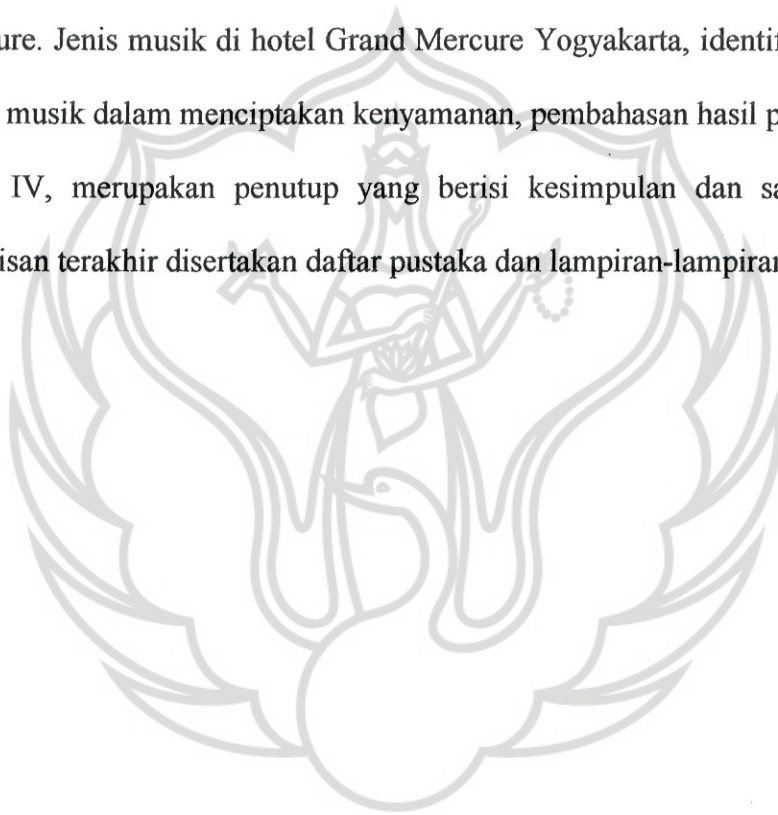 ure. Jenis musik di hotel Grand Mercure Yogyakarta, identif
musik dalam menciptakan kenyamanan, pembahasan hasil p
IV, merupakan penutup yang berisi kesimpulan dan sa
isan terakhir disertakan daftar pustaka dan lampiran-lampiran